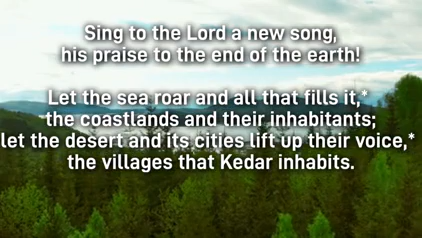 Sing to the Lord a new song,
his praise to the end of the earth!
Let the sea roar and all that fills it,*
the coastlands and their inhabitants;
let the desert and its cities lift up their voice,*
the villages that Kedar inhabits.